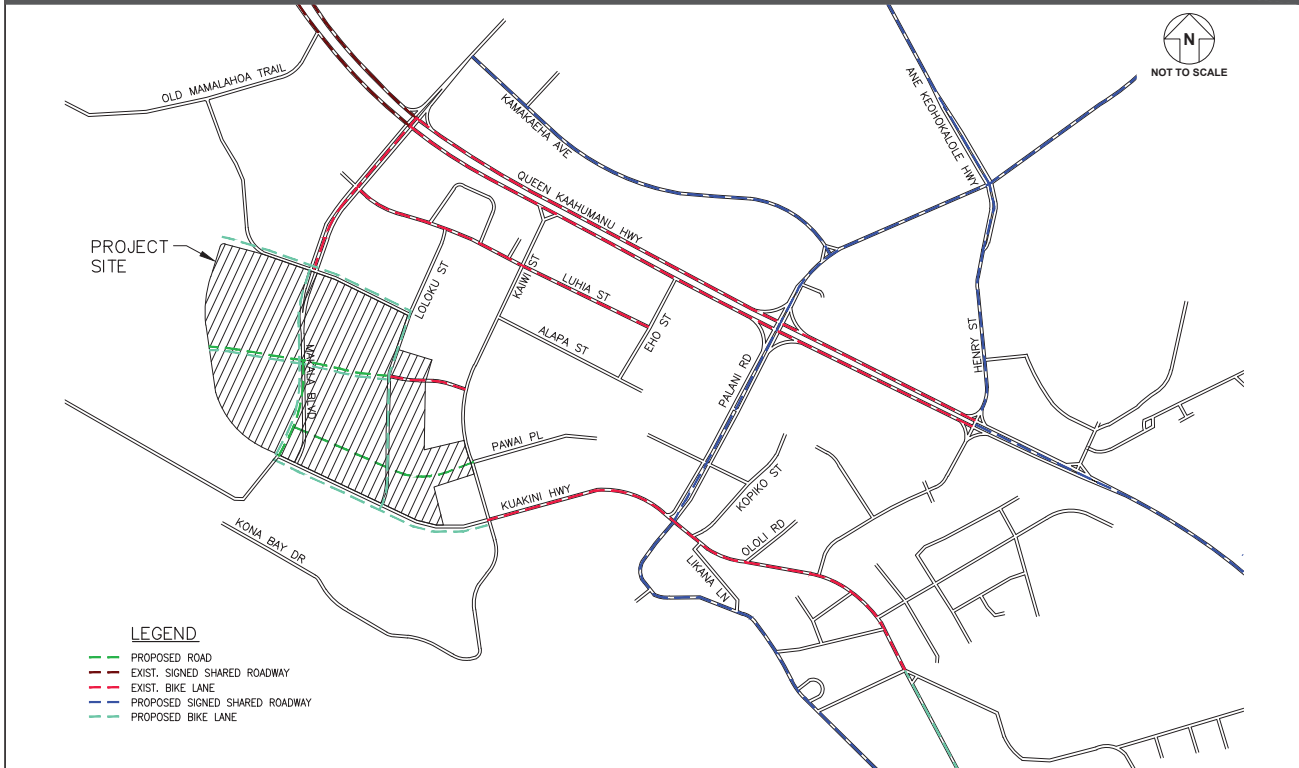 N
NOT TO SCALE
OLD MAMALAHOA TRAIL
KAMAKAEHA AVE
ANE KEOHOKALOLE HWY
QUEEN KAAHUMANU HWY
PROJECT
SITE
LOLOKU ST
KAIWI ST
LUHIA ST
ALAPA ST
EHO ST
HENRY ST
MAKALA BLVD
PALANI RD
PAWAI PL
KUAKINI HWY
KOPIKO ST
OLOLI RD
LIKANA LN
KONA BAY DR
LEGEND
PROPOSED ROAD
EXIST. SIGNED SHARED ROADWAY
EXIST. BIKE LANE
PROPOSED SIGNED SHARED ROADWAY
PROPOSED BIKE LANE